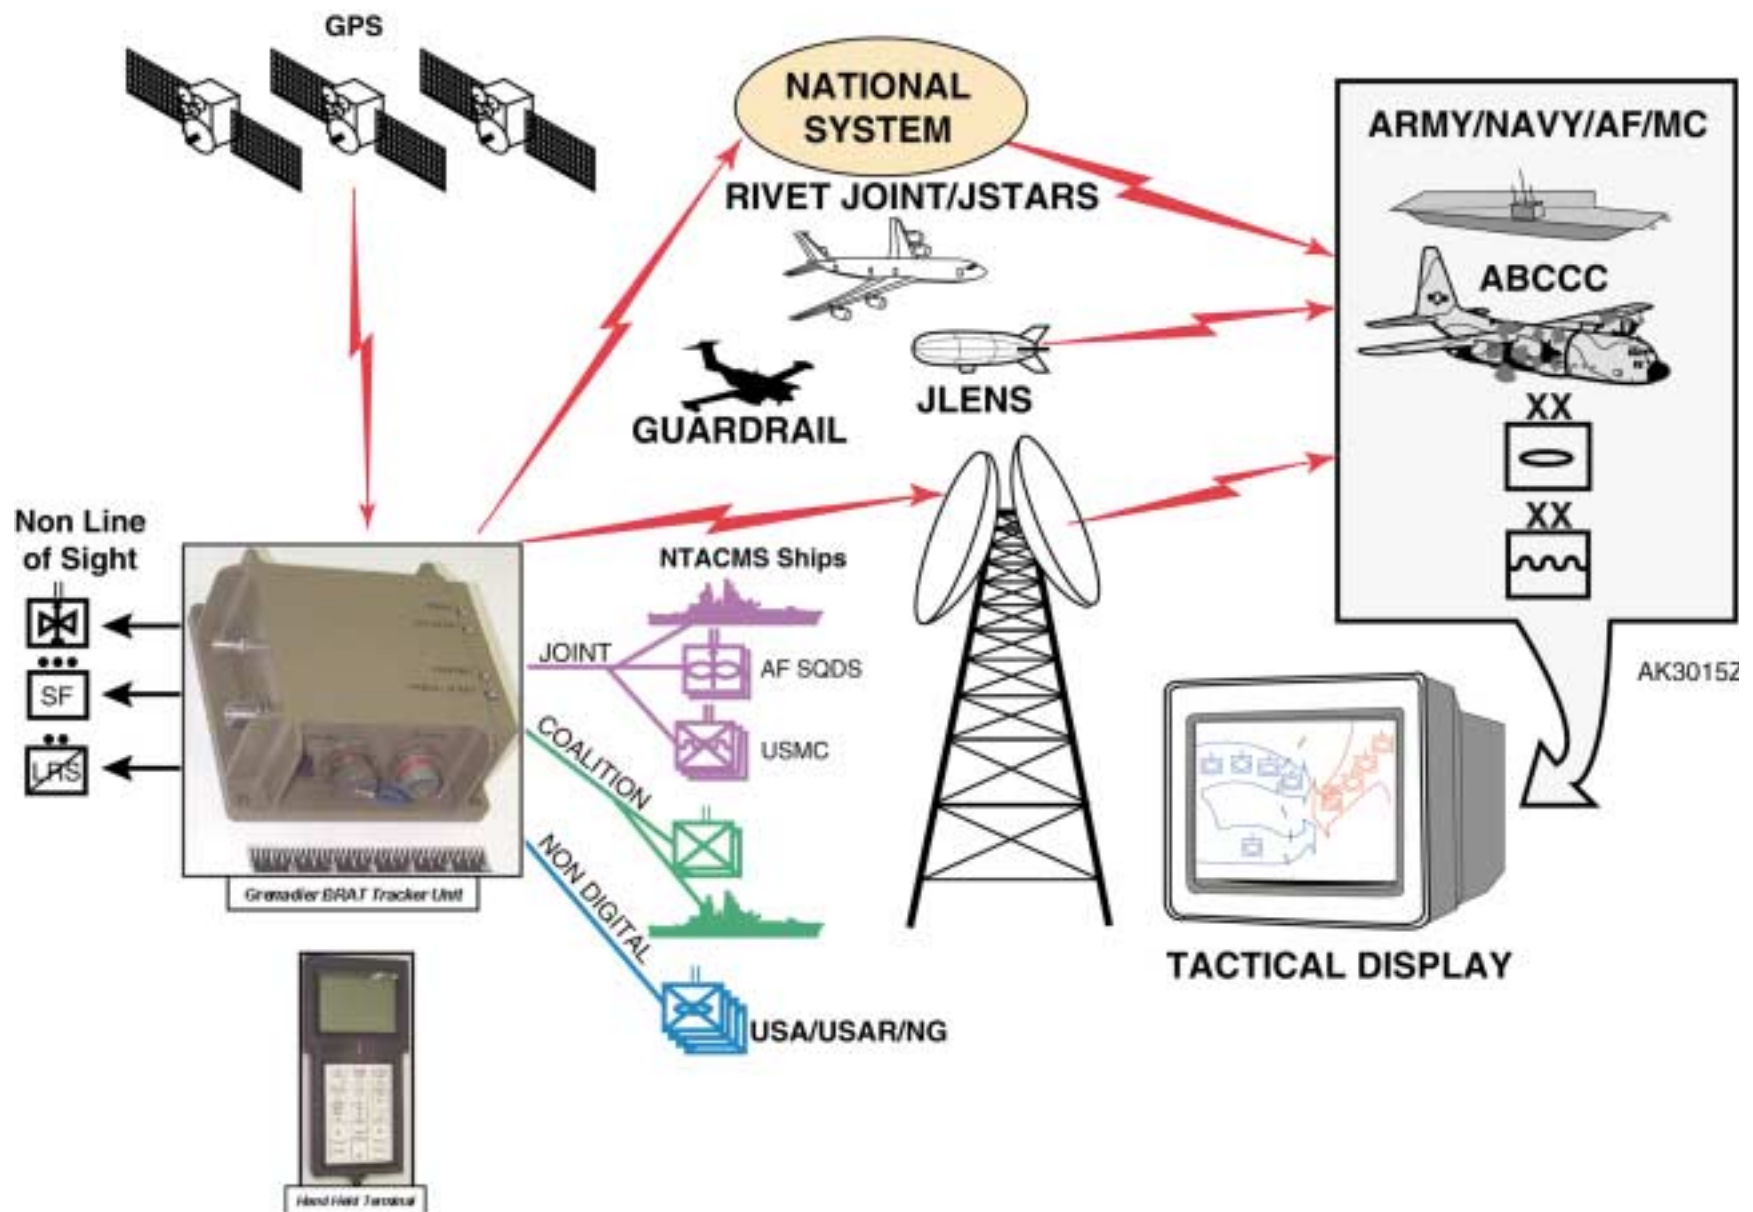 GPS
NATIONAL
SYSTEM
ARMY/NAVY/AF/MC
RIVET JOINT/JSTARS
ABCCC
JLENS
GUARDRAIL
XX
XX
Non Line
of Sight
NTACMS Ships
JOINT
AF SQDS
SF
USMC
LRS
COALITION
NON DIGITAL
AK3015Z
Grenadier BRAT Tracker Unit
TACTICAL DISPLAY
USA/USAR/NG
Hand Held Terminal